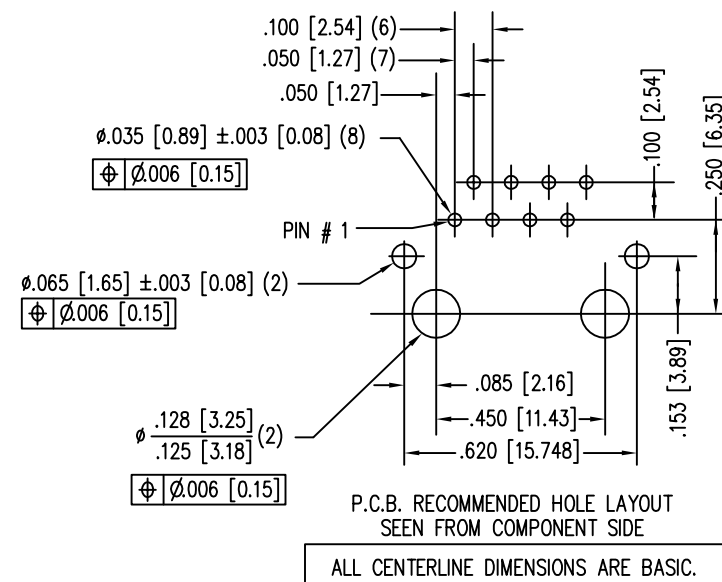 .100 [2.54] (6)
.050 [1.27] (7)
.050 [1.27]
.100 [2.54]
.250 [6.35]
ø.035 [0.89] ±.003 [0.08] (8)
⌖ Ø.006 [0.15]
PIN # 1
ø.065 [1.65] ±.003 [0.08] (2)
⌖ Ø.006 [0.15]
.153 [3.89]
.085 [2.16]
.450 [11.43]
.620 [15.748]
ø .128 [3.25]
.125 [3.18] (2)
⌖ Ø.006 [0.15]
P.C.B. RECOMMENDED HOLE LAYOUT
SEEN FROM COMPONENT SIDE
ALL CENTERLINE DIMENSIONS ARE BASIC.